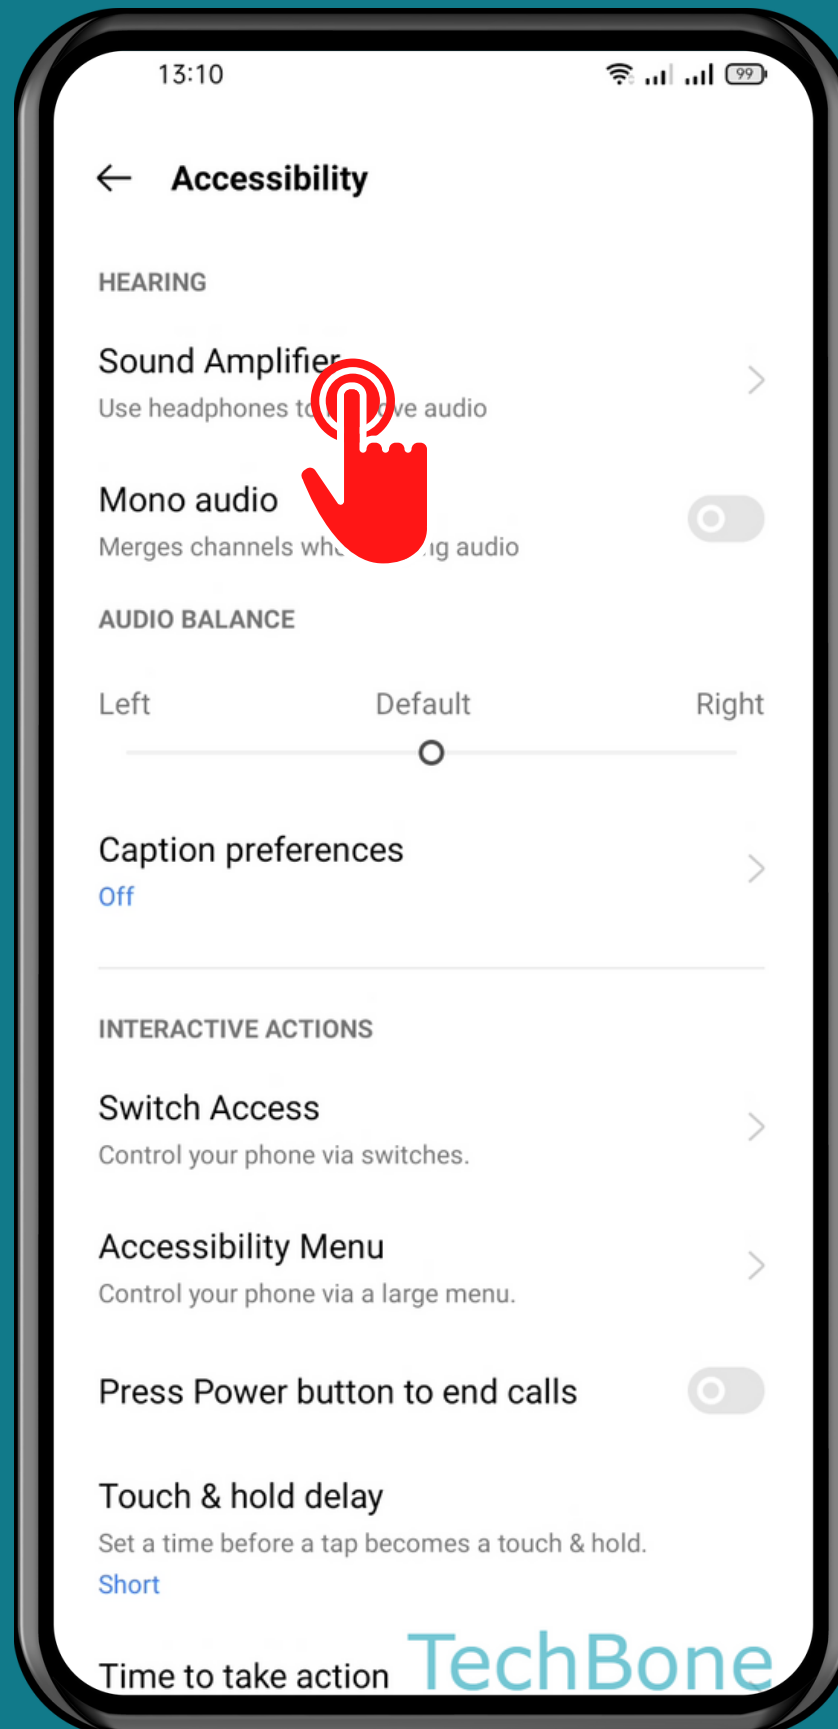 13:10
99
Accessibility
HEARING
Sound Amplifier
Use headphones to audio
Mono audio
Merges channels audio
AUDIO BALANCE
Left Default Right
Caption preferences
Off
INTERACTIVE ACTIONS
Switch Access
Control your phone via switches.
Accessibility Menu
Control your phone via a large menu.
Press Power button to end calls
Touch & hold delay
Set a time before a tap becomes a touch & hold.
Short
Time to take action
TechBone